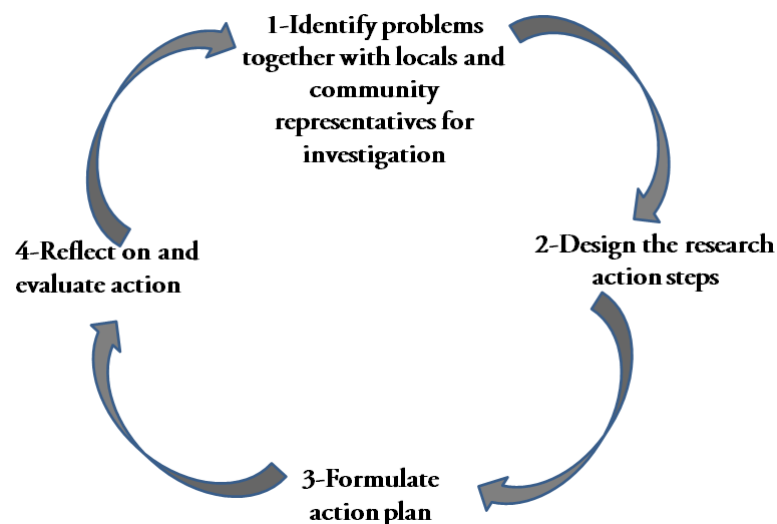 1-Identify problems
together with locals and
community
representatives for
investigation
2-Design the research
action steps
3-Formulate
action plan
4-Reflect on and
evaluate action